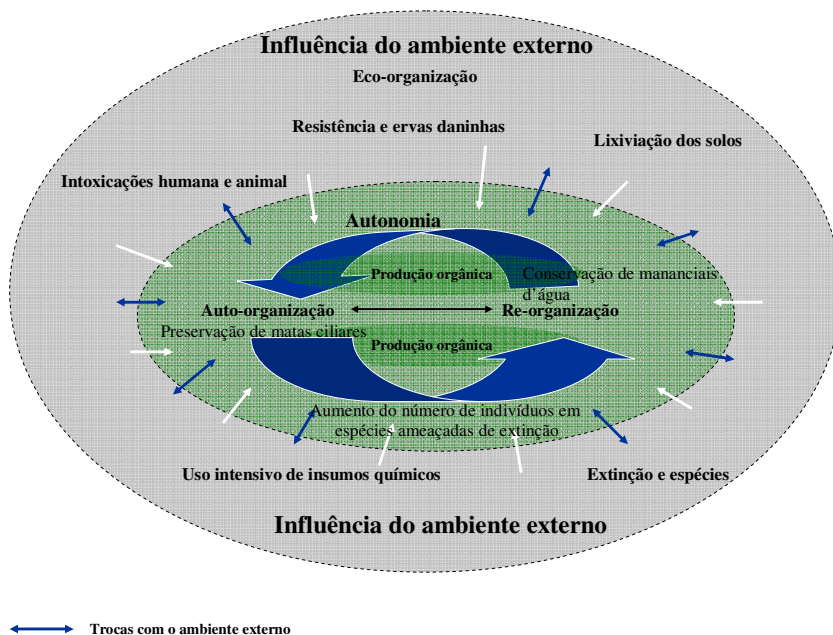 Influência do ambiente externo
Eco-organização
Resistência e ervas daninhas
Lixiviação dos solos
Intoxicações humana e animal
Autonomia
Produção orgânica
Conservação de mananciais
d’água
Auto-organização
Re-organização
Preservação de matas ciliares
Produção orgânica
Aumento do número de indivíduos em
espécies ameaçadas de extinção
Uso intensivo de insumos químicos
Extinção e espécies
Influência do ambiente externo
Trocas com o ambiente externo